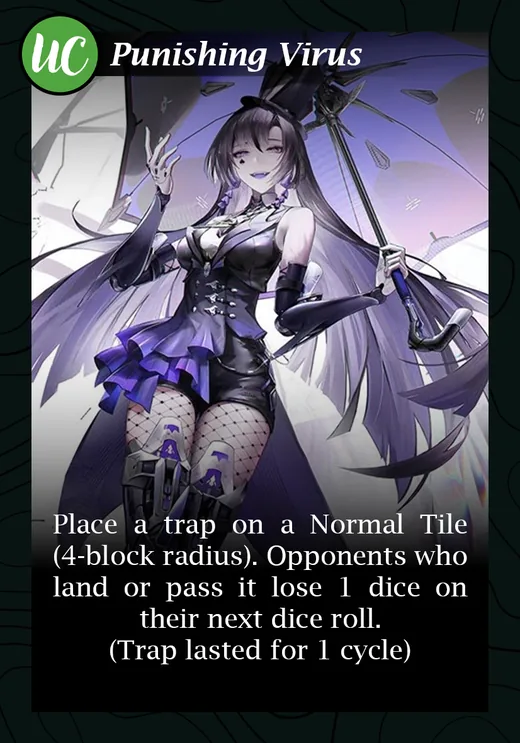 UC Punishing Virus
Place a trap on a Normal Tile
(4-block radius). Opponents who
land or pass it lose 1 dice on
their next dice roll.
(Trap lasted for 1 cycle)